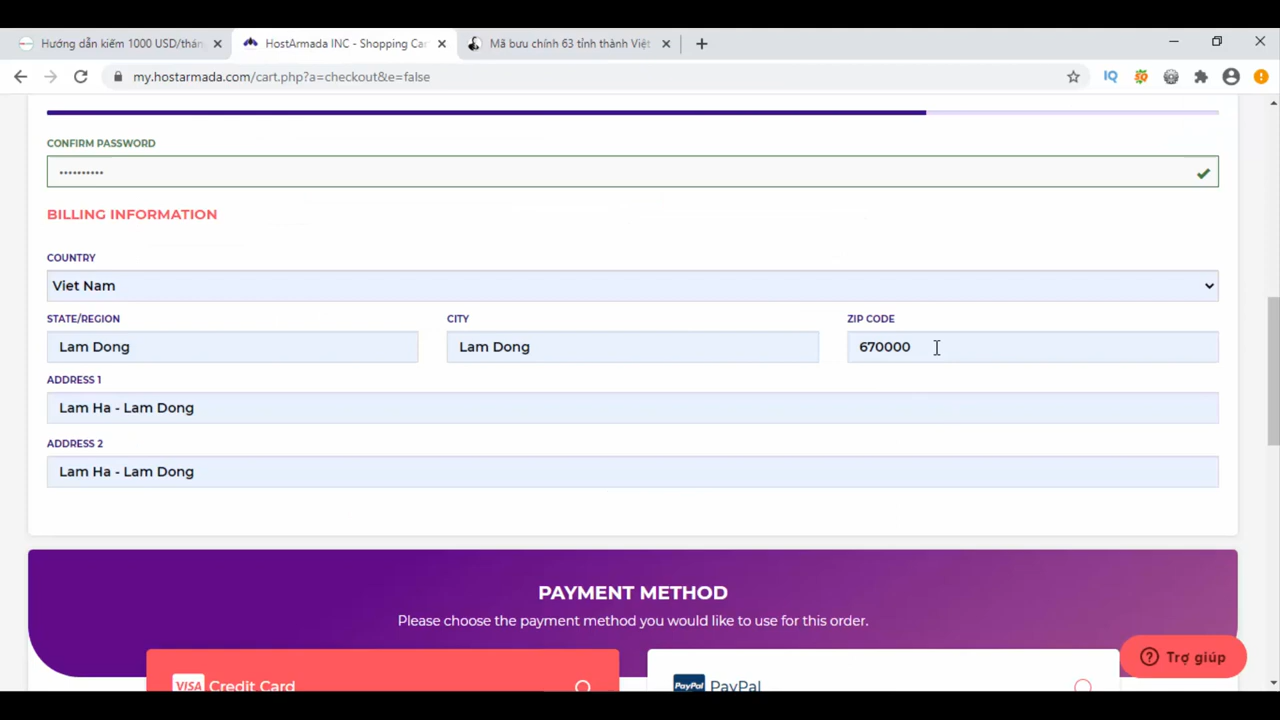 Hướng dẫn kiếm 1000 USD/thán
HostArmada INC - Shopping Car
Mã bưu chính 63 tỉnh thành Việt
my.hostarmada.com/cart.php?a=checkout&e=false
IQ
CONFIRM PASSWORD
••••••••••
BILLING INFORMATION
COUNTRY
Viet Nam
STATE/REGION
CITY
ZIP CODE
Lam Dong
Lam Dong
670000
ADDRESS 1
Lam Ha - Lam Dong
ADDRESS 2
Lam Ha - Lam Dong
PAYMENT METHOD
Please choose the payment method you would like to use for this order.
Trợ giúp
VISA Credit Card
PayPal PayPal